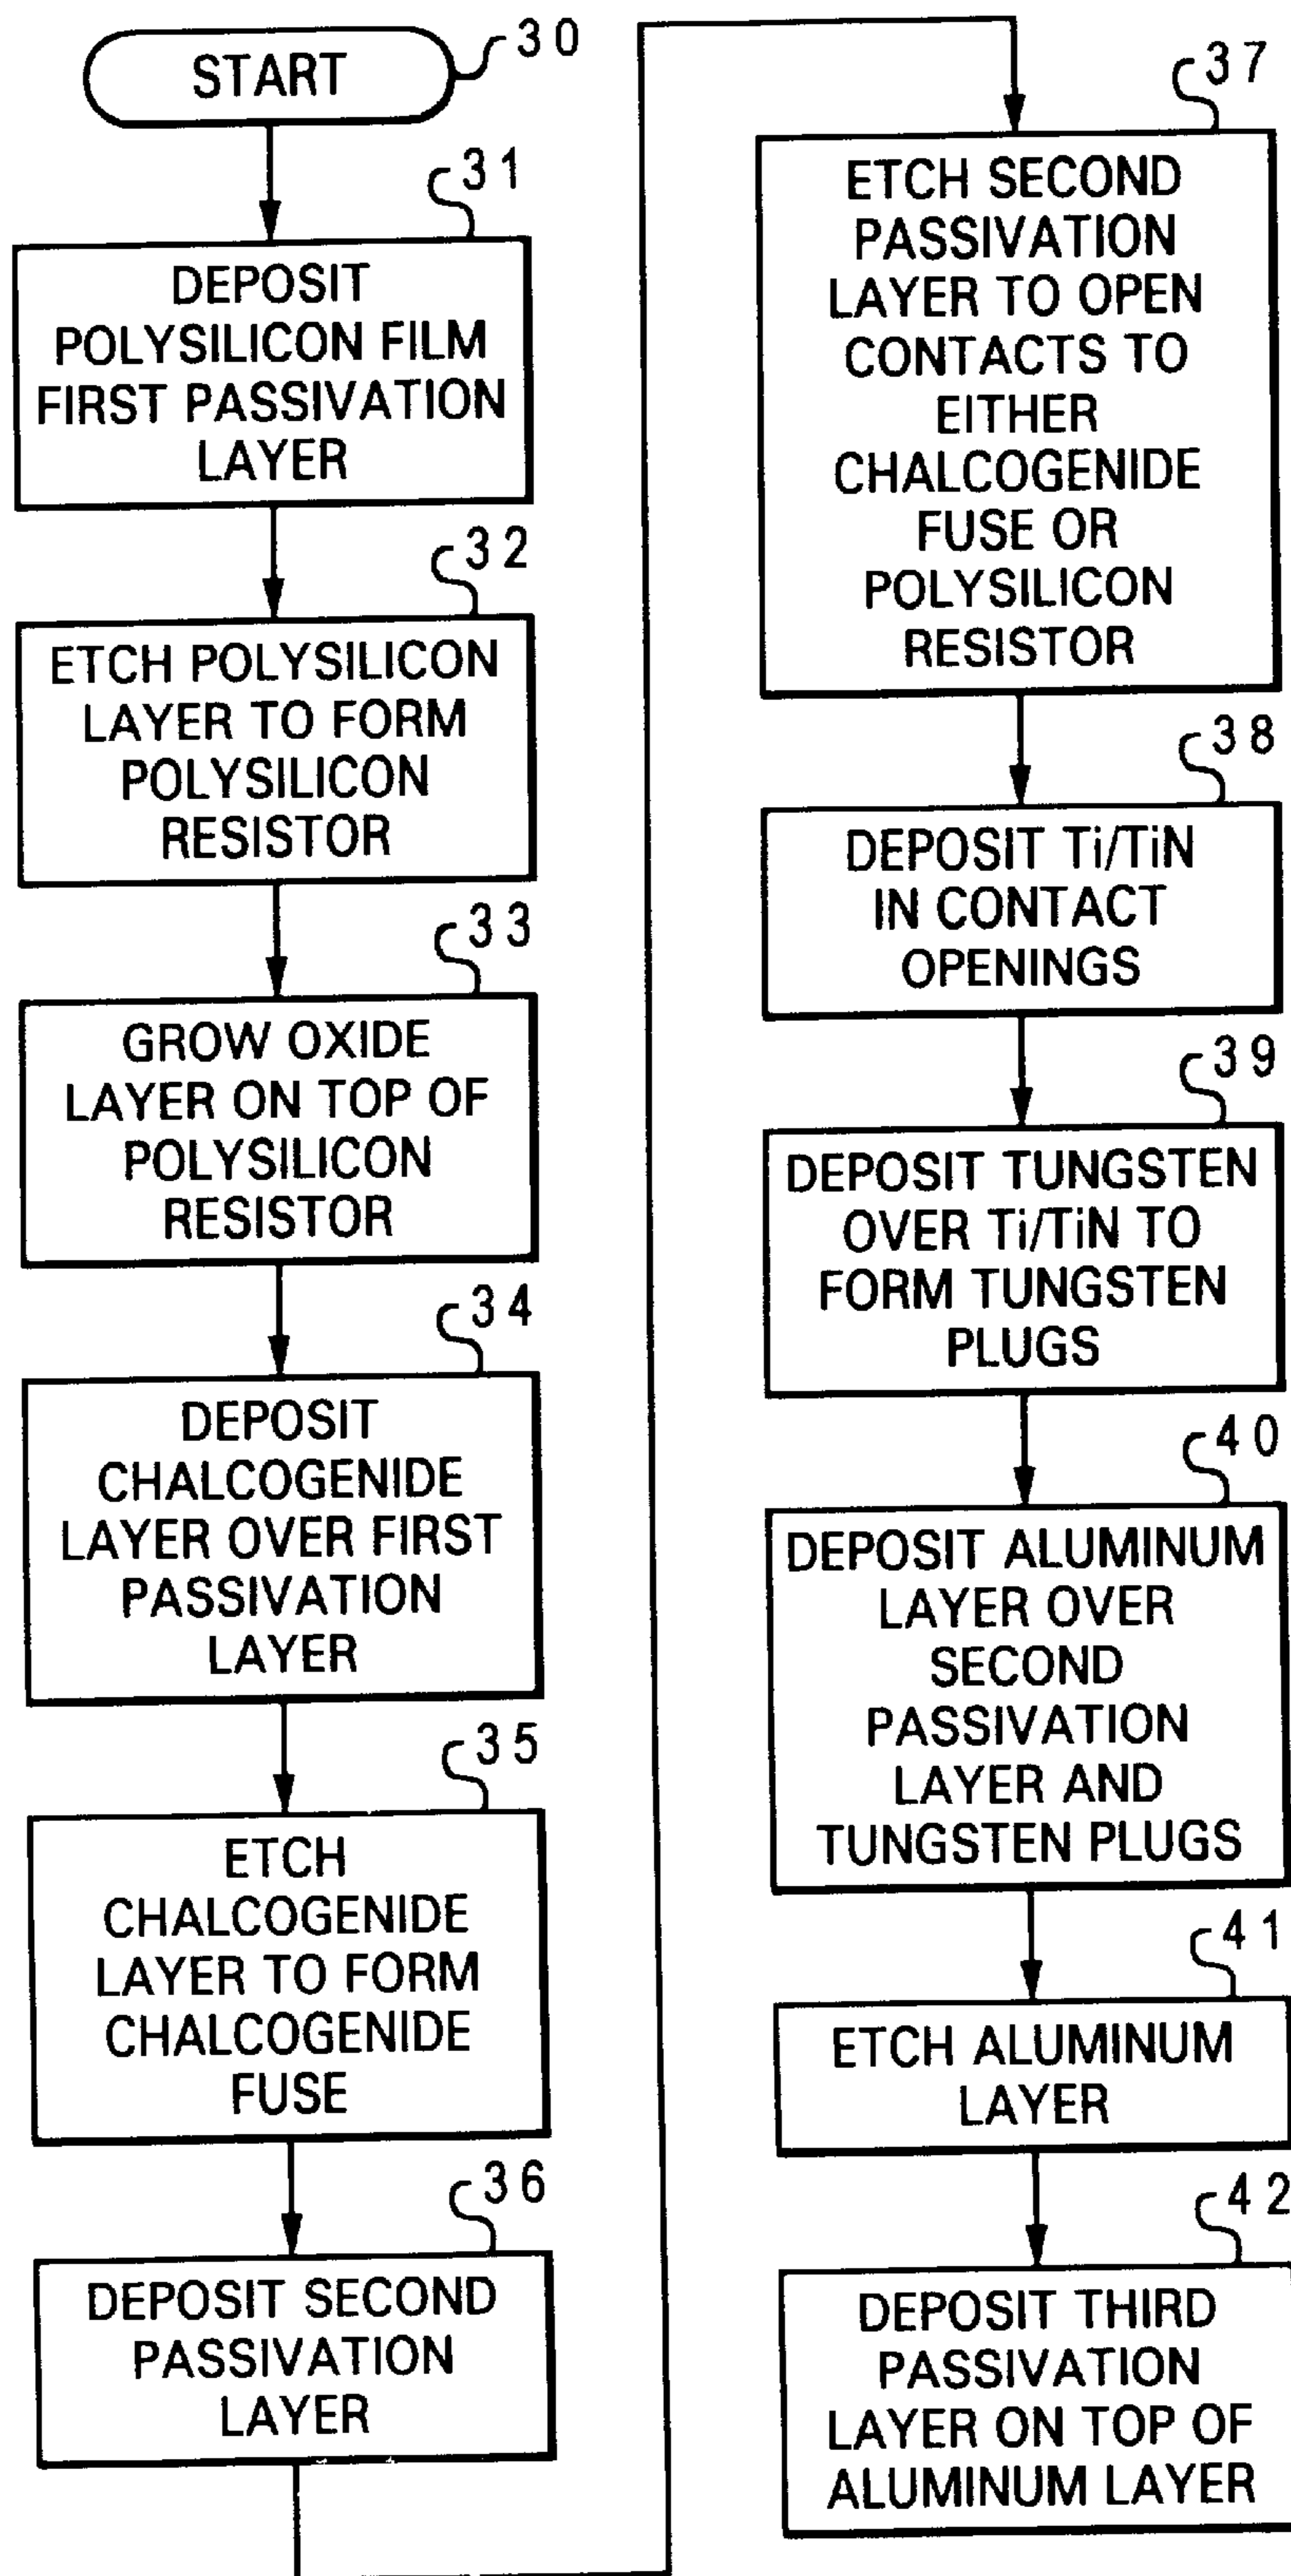 START
30
31
DEPOSIT
POLYSILICON FILM
FIRST PASSIVATION
LAYER
32
ETCH POLYSILICON
LAYER TO FORM
POLYSILICON
RESISTOR
33
GROW OXIDE
LAYER ON TOP OF
POLYSILICON
RESISTOR
34
DEPOSIT
CHALCOGENIDE
LAYER OVER FIRST
PASSIVATION
LAYER
35
ETCH
CHALCOGENIDE
LAYER TO FORM
CHALCOGENIDE
FUSE
36
DEPOSIT SECOND
PASSIVATION
LAYER
37
ETCH SECOND
PASSIVATION
LAYER TO OPEN
CONTACTS TO
EITHER
CHALCOGENIDE
FUSE OR
POLYSILICON
RESISTOR
38
DEPOSIT Ti/TiN
IN CONTACT
OPENINGS
39
DEPOSIT TUNGSTEN
OVER Ti/TiN TO
FORM TUNGSTEN
PLUGS
40
DEPOSIT ALUMINUM
LAYER OVER
SECOND
PASSIVATION
LAYER AND
TUNGSTEN PLUGS
41
ETCH ALUMINUM
LAYER
42
DEPOSIT THIRD
PASSIVATION
LAYER ON TOP OF
ALUMINUM LAYER